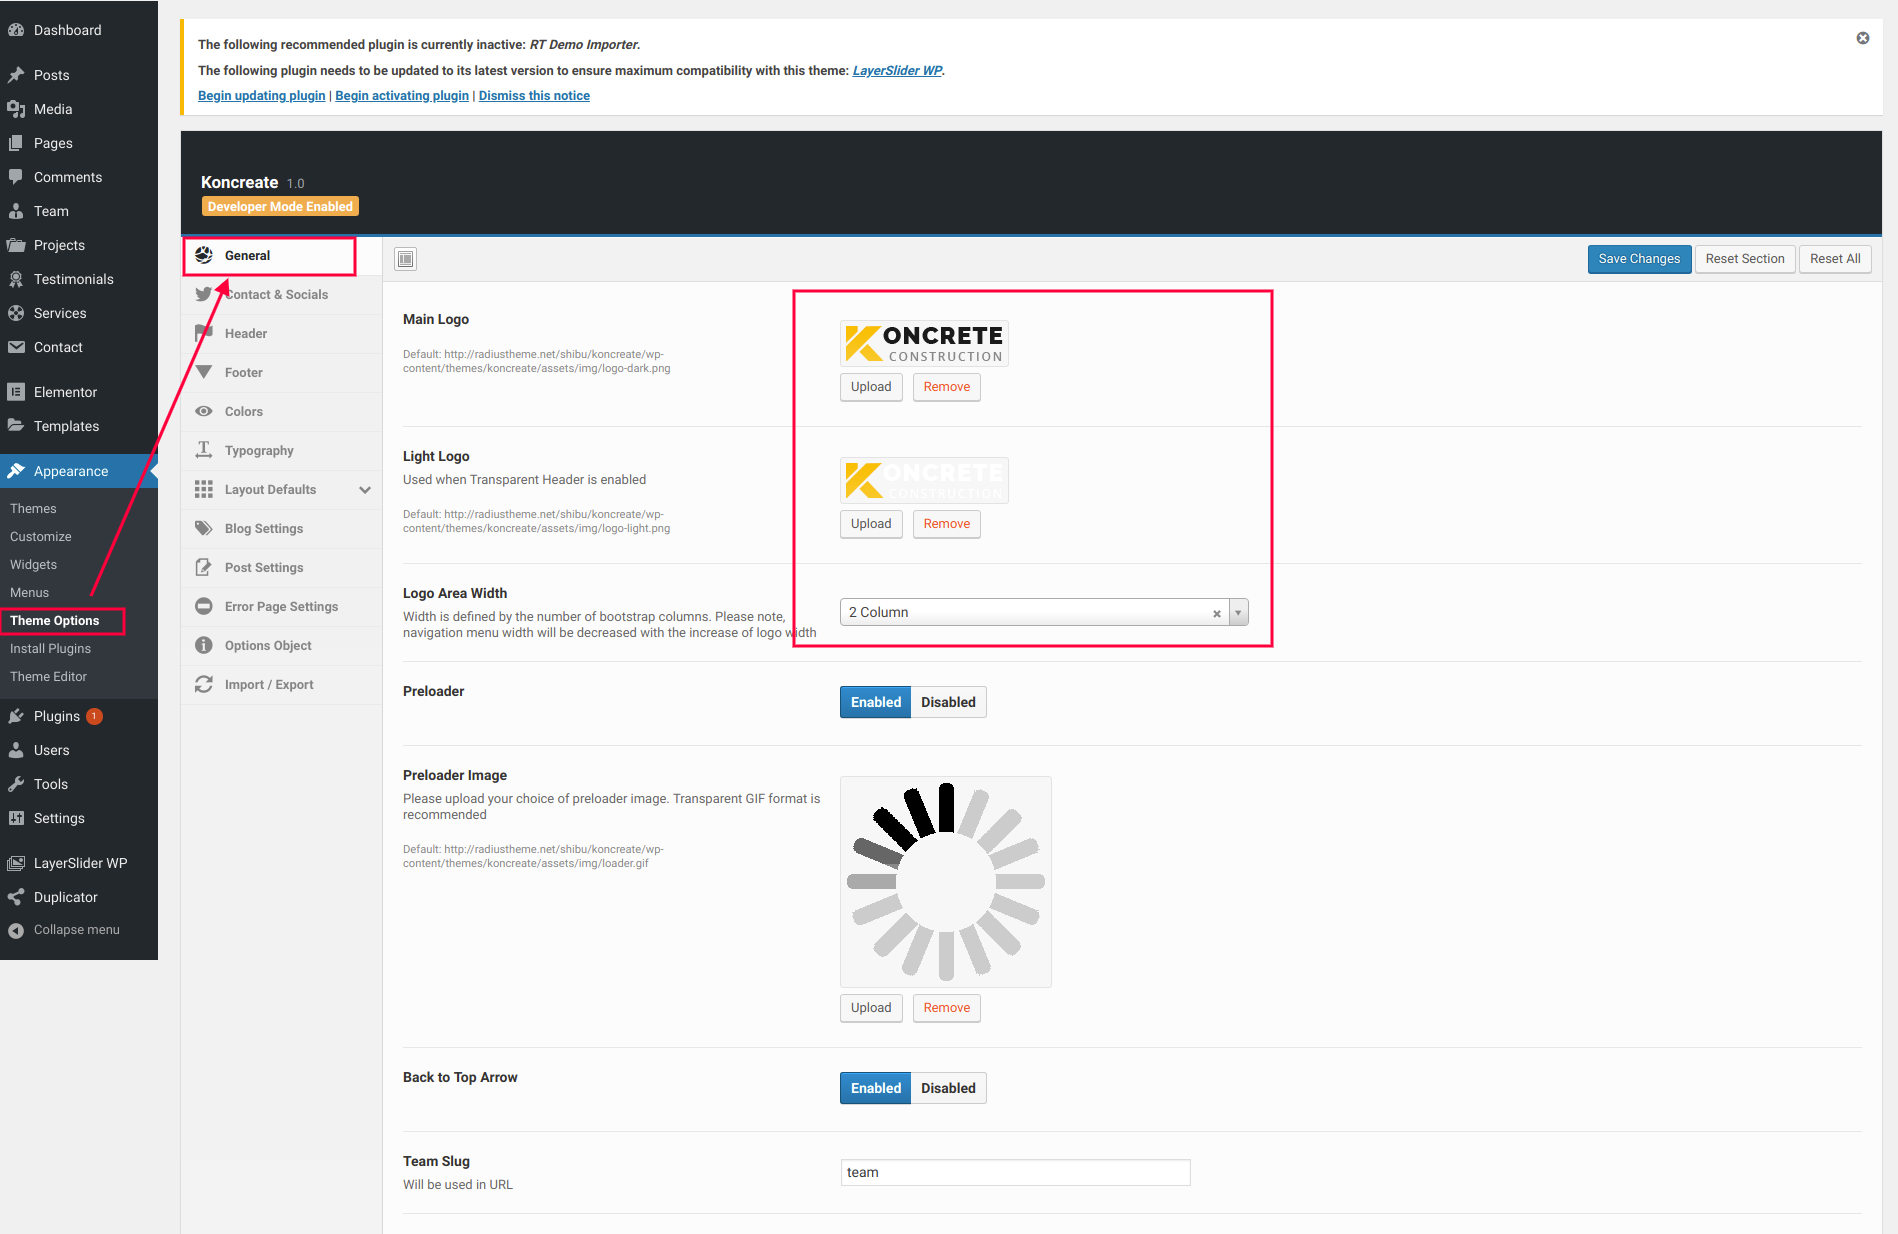 Dashboard
Posts
Media
Pages
Comments
Team
Projects
Testimonials
Services
Contact
Elementor
Templates
Appearance
Themes
Customize
Widgets
Menus
Theme Options
Install Plugins
Theme Editor
Plugins 1
Users
Tools
Settings
LayerSlider WP
Duplicator
Collapse menu
The following recommended plugin is currently inactive: RT Demo Importer.
The following plugin needs to be updated to its latest version to ensure maximum compatibility with this theme: LayerSlider WP.
Begin updating plugin | Begin activating plugin | Dismiss this notice
Koncreate 1.0
Developer Mode Enabled
General
Contact & Socials
Header
Footer
Colors
Typography
Layout Defaults
Blog Settings
Post Settings
Error Page Settings
Options Object
Import / Export
Save Changes Reset Section Reset All
Main Logo
Default: http://radiustheme.net/shibu/koncrete/wp-
content/themes/koncrete/assets/img/logo-dark.png
KONCRETE
CONSTRUCTION
Upload Remove
Light Logo
Used when Transparent Header is enabled
Default: http://radiustheme.net/shibu/koncrete/wp-
content/themes/koncrete/assets/img/logo-light.png
KONCRETE
CONSTRUCTION
Upload Remove
Logo Area Width
Width is defined by the number of bootstrap columns. Please note,
navigation menu width will be decreased with the increase of logo width
2 Column
Preloader
Enabled Disabled
Preloader Image
Please upload your choice of preloader image. Transparent GIF format is
recommended
Default: http://radiustheme.net/shibu/koncrete/wp-
content/themes/koncrete/assets/img/loader.gif
Upload Remove
Back to Top Arrow
Enabled Disabled
Team Slug
Will be used in URL
team